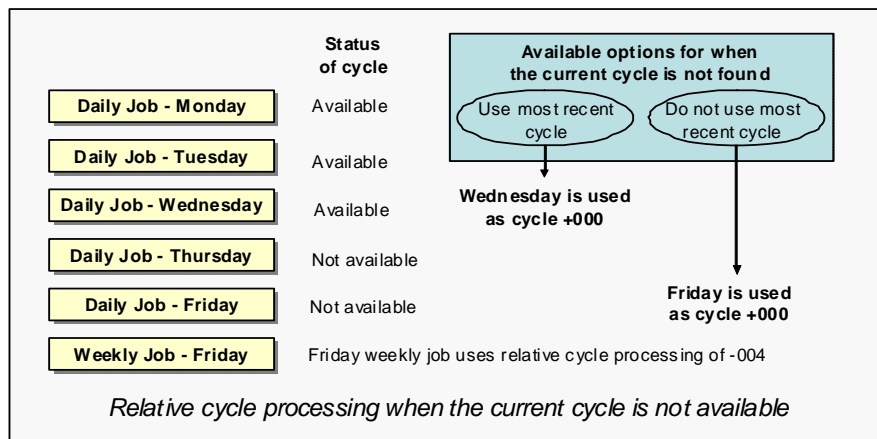 Status
of cycle
Available options for when
the current cycle is not found
Use most recent
cycle
Do not use most
recent cycle
Daily Job - Monday
Available
Daily Job - Tuesday
Available
Wednesday is used
as cycle +000
Daily Job - Wednesday
Available
Daily Job - Thursday
Not available
Daily Job - Friday
Not available
Friday is used
as cycle +000
Weekly Job - Friday
Friday weekly job uses relative cycle processing of -004
Relative cycle processing when the current cycle is not available